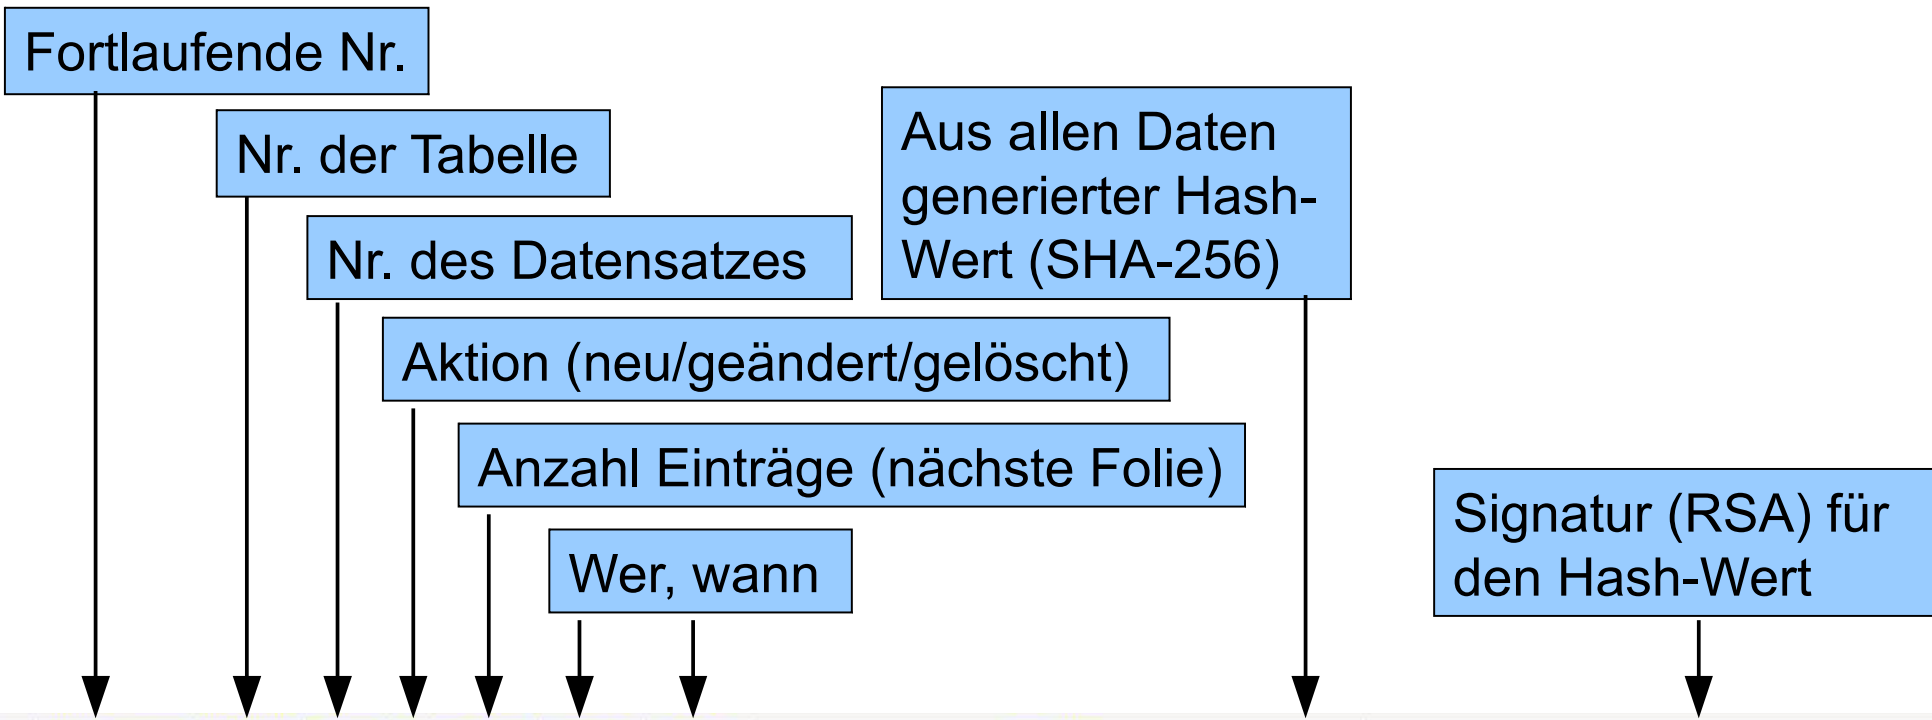 Fortlaufende Nr.
Nr. der Tabelle
Nr. des Datensatzes
Aktion (neu/geändert/gelöscht)
Anzahl Einträge (nächste Folie)
Wer, wann
Aus allen Daten
generierter Hash-
Wert (SHA-256)
Signatur (RSA) für
den Hash-Wert